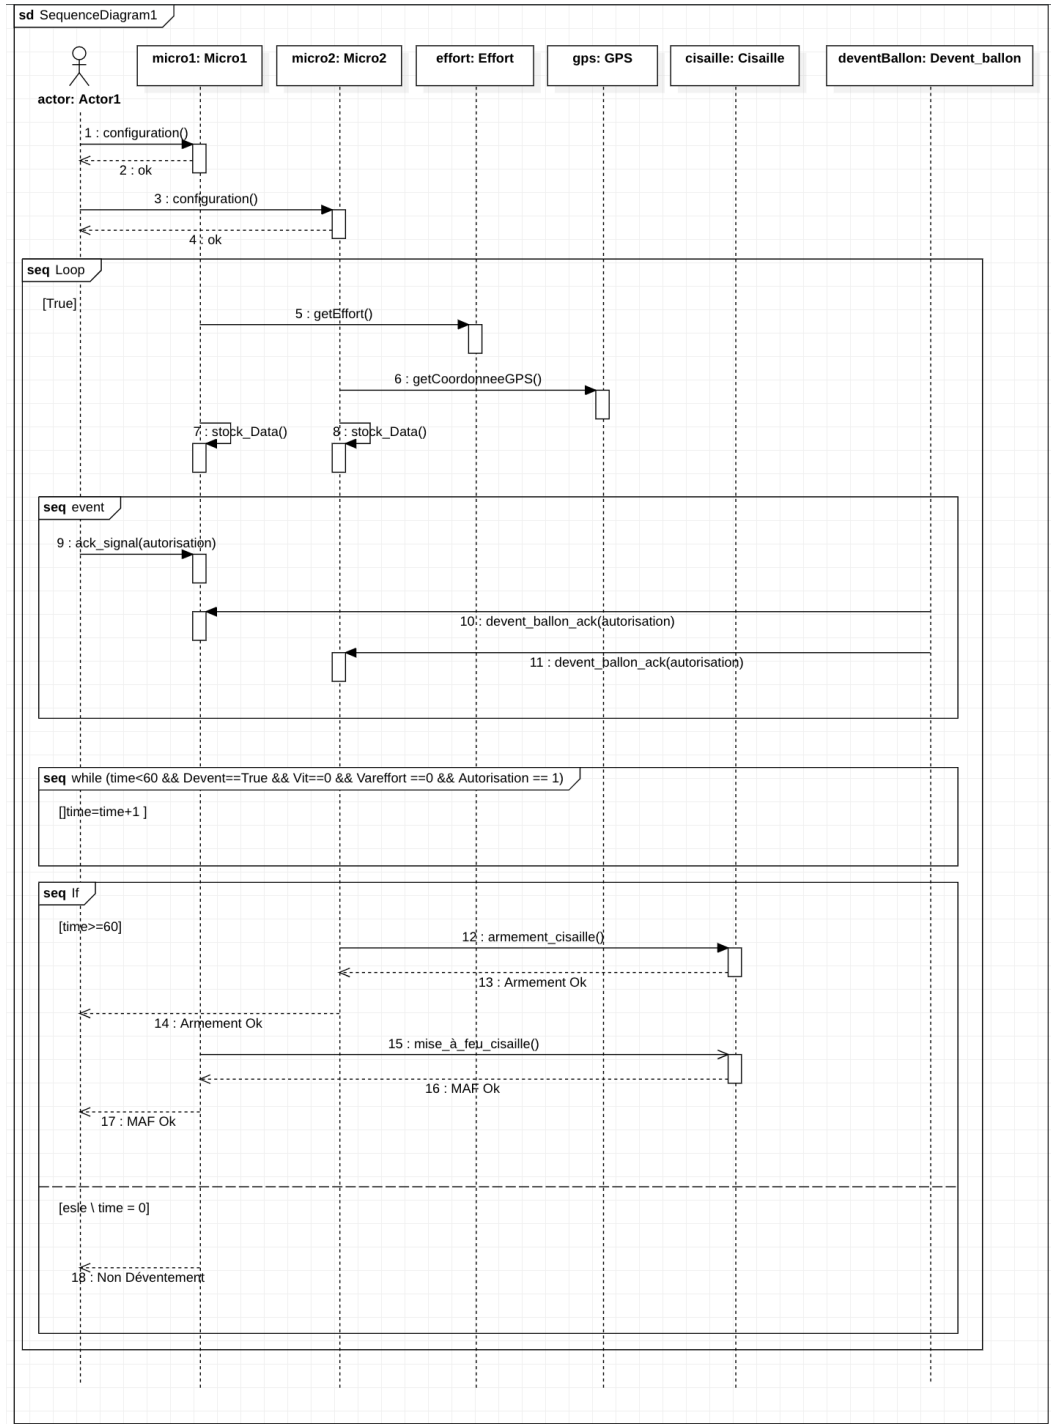 sd SequenceDiagram1
micro1: Micro1
micro2: Micro2
effort: Effort
gps: GPS
cisaille: Cisaille
deventBallon: Devent_ballon
actor: Actor1
1 : configuration()
2 : ok
3 : configuration()
4 : ok
seq Loop
[True]
5 : getEffort()
6 : getCoordonneeGPS()
7 : stock_Data()
8 : stock_Data()
seq event
9 : ack_signal(autorisation)
10 : devent_ballon_ack(autorisation)
11 : devent_ballon_ack(autorisation)
seq while (time<60 && Devent==True && Vit==0 && Vareffort ==0 && Autorisation == 1)
[]time=time+1 ]
seq If
[time>=60]
12 : armement_cisaille()
13 : Armement Ok
14 : Armement Ok
15 : mise_à_feu_cisaille()
16 : MAF Ok
17 : MAF Ok
[esle \ time = 0]
18 : Non Déventement